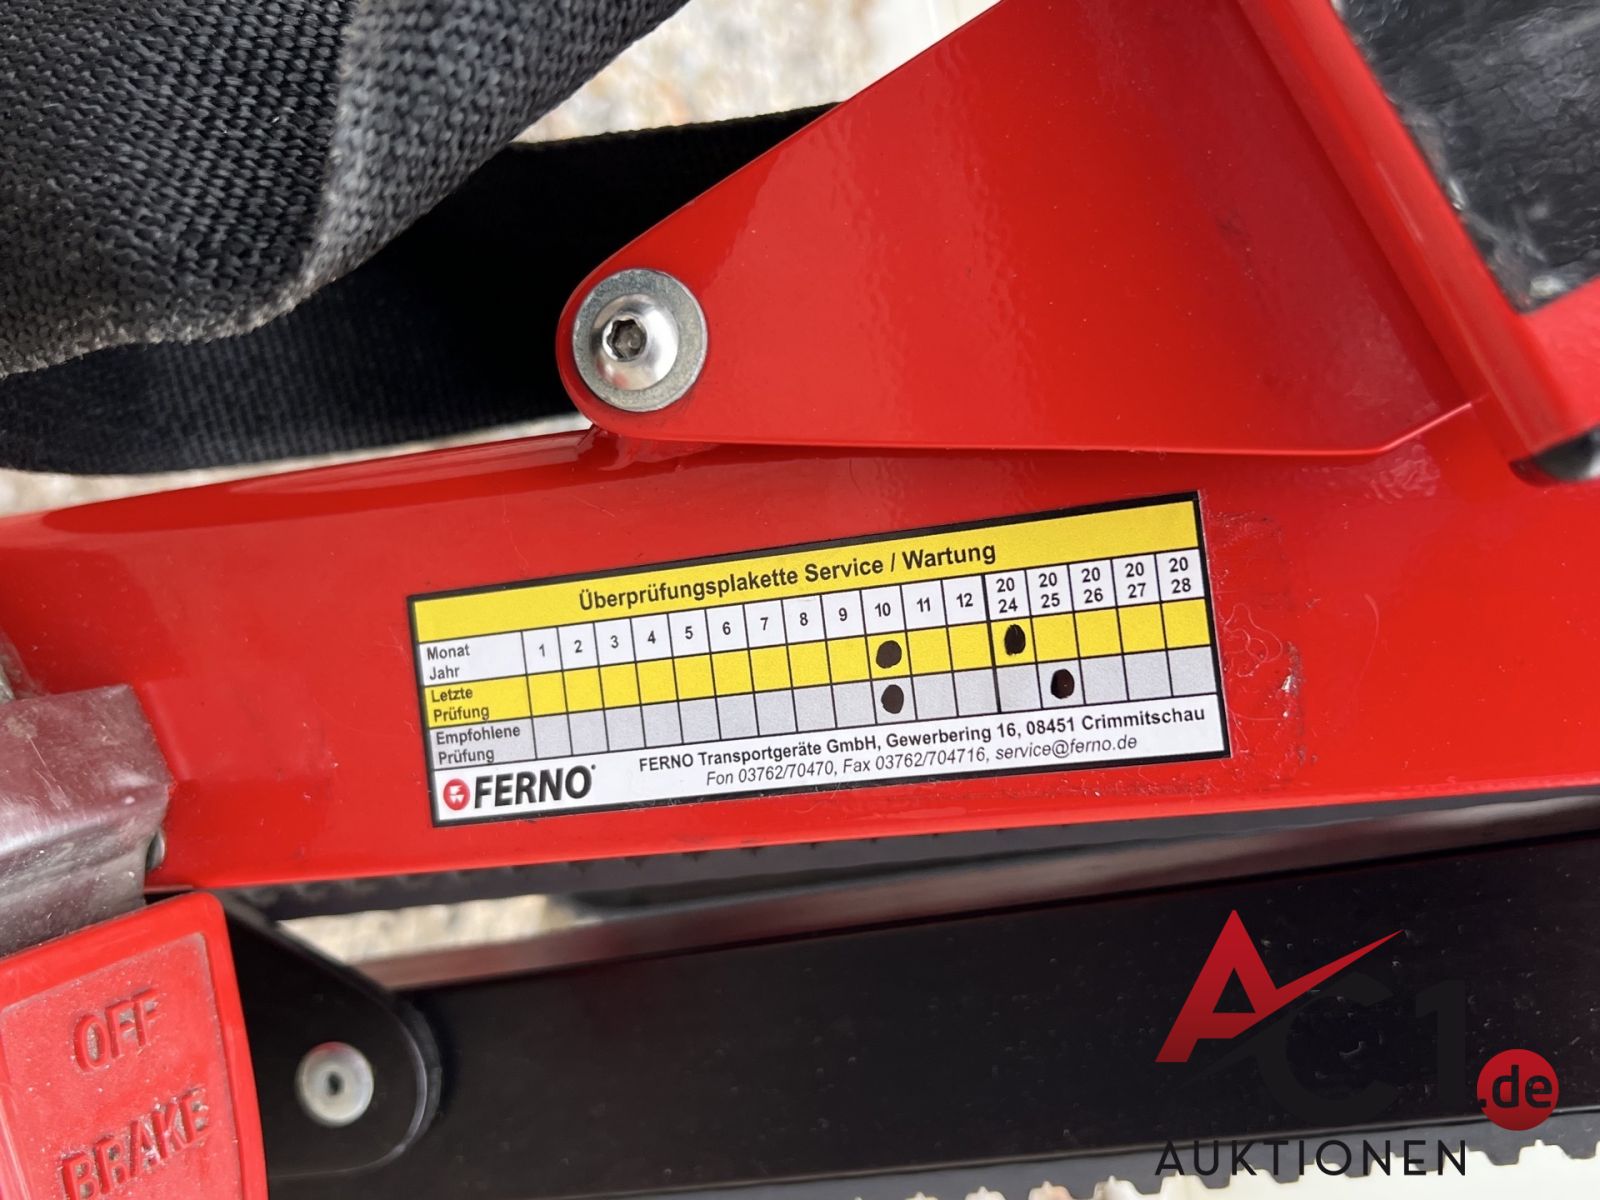 Überprüfungsplakette Service / Wartung
Monat 1 2 3 4 5 6 7 8 9 10 11 12 20 20 20 20 20
Jahr 24 25 26 27 28
Letzte
Prüfung
Empfohlene
Prüfung
FERNO
FERNO Transportgeräte GmbH, Gewerbering 16, 08451 Crimmitschau
Fon 03762/70470, Fax 03762/704716, service@ferno.de
OFF
BRAKE
AC1.de
AUKTIONEN